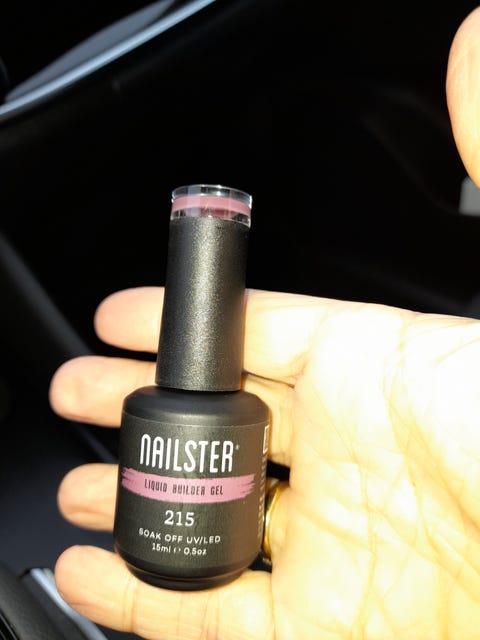 NAILSTER®
LIQUID BUILDER GEL
215
SOAK OFF UV/LED
15ml ℮ 0.5oz